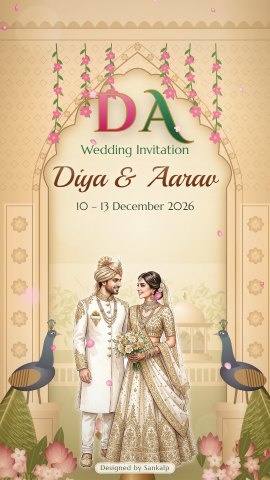 DA
Wedding Invitation
Diya & Aarav
10 – 13 December 2026
Designed by Sankalp